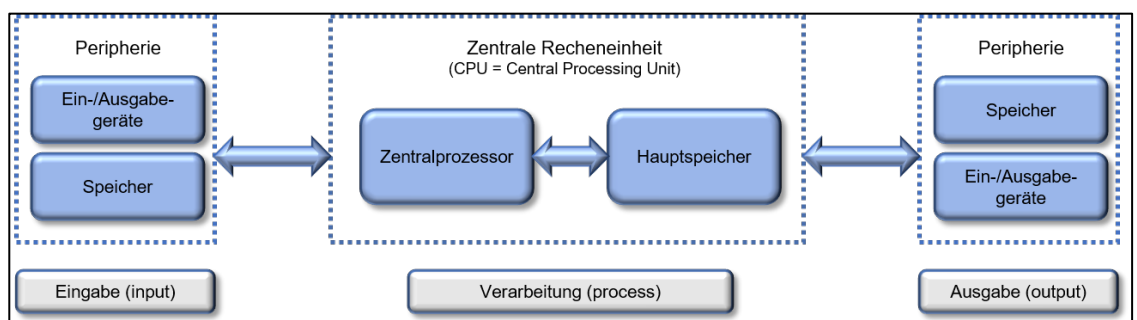 Peripherie
Ein-/Ausgabe-
geräte
Speicher
Zentrale Recheneinheit
(CPU = Central Processing Unit)
Zentralprozessor
Hauptspeicher
Peripherie
Speicher
Ein-/Ausgabe-
geräte
Eingabe (input)
Verarbeitung (process)
Ausgabe (output)